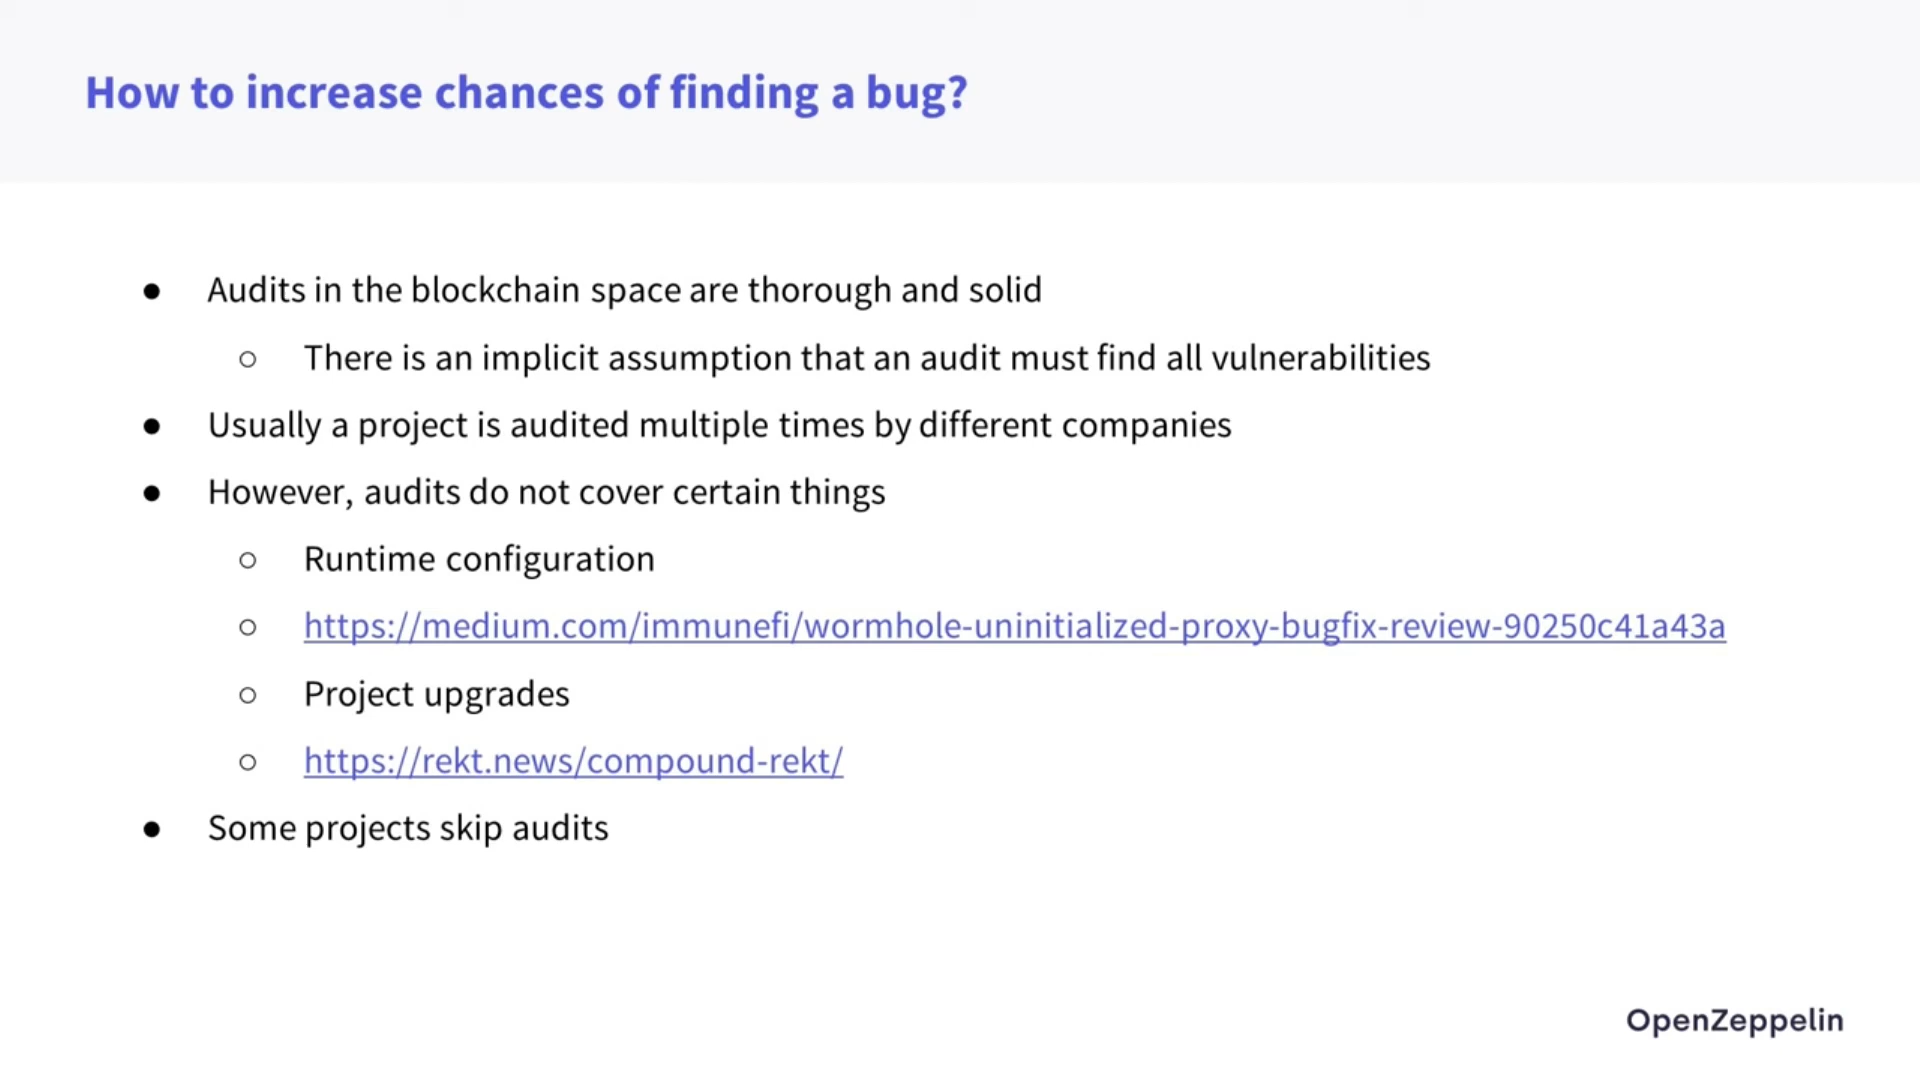 How to increase chances of finding a bug?
● Audits in the blockchain space are thorough and solid
○ There is an implicit assumption that an audit must find all vulnerabilities
● Usually a project is audited multiple times by different companies
● However, audits do not cover certain things
○ Runtime configuration
○ https://medium.com/immunefi/wormhole-uninitialized-proxy-bugfix-review-90250c41a43a
○ Project upgrades
○ https://rekt.news/compound-rekt/
● Some projects skip audits
OpenZeppelin